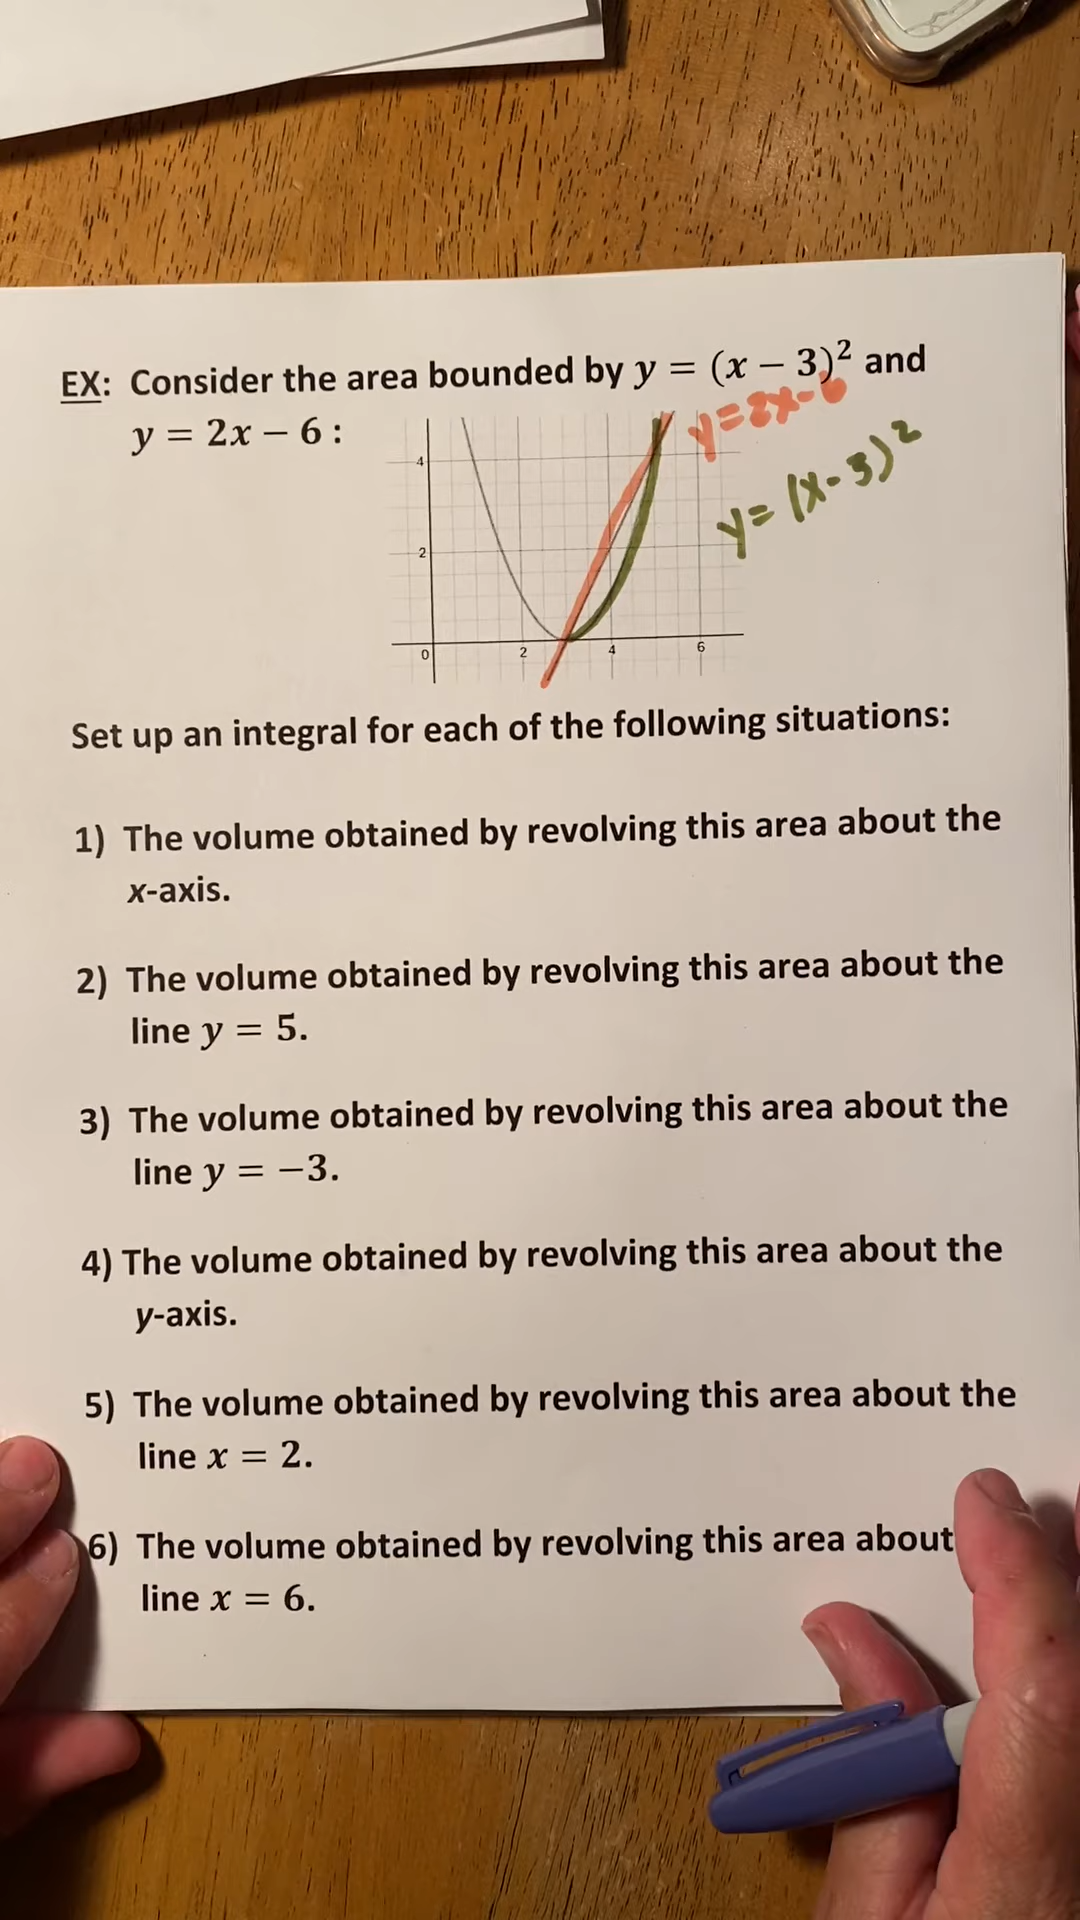 EX: Consider the area bounded by y = (x − 3)² and
y = 2x − 6 :
y=2x-6
y= (x-3)²
4
2
0 2 4 6
Set up an integral for each of the following situations:
1) The volume obtained by revolving this area about the
x-axis.
2) The volume obtained by revolving this area about the
line y = 5.
3) The volume obtained by revolving this area about the
line y = −3.
4) The volume obtained by revolving this area about the
y-axis.
5) The volume obtained by revolving this area about the
line x = 2.
6) The volume obtained by revolving this area about
line x = 6.